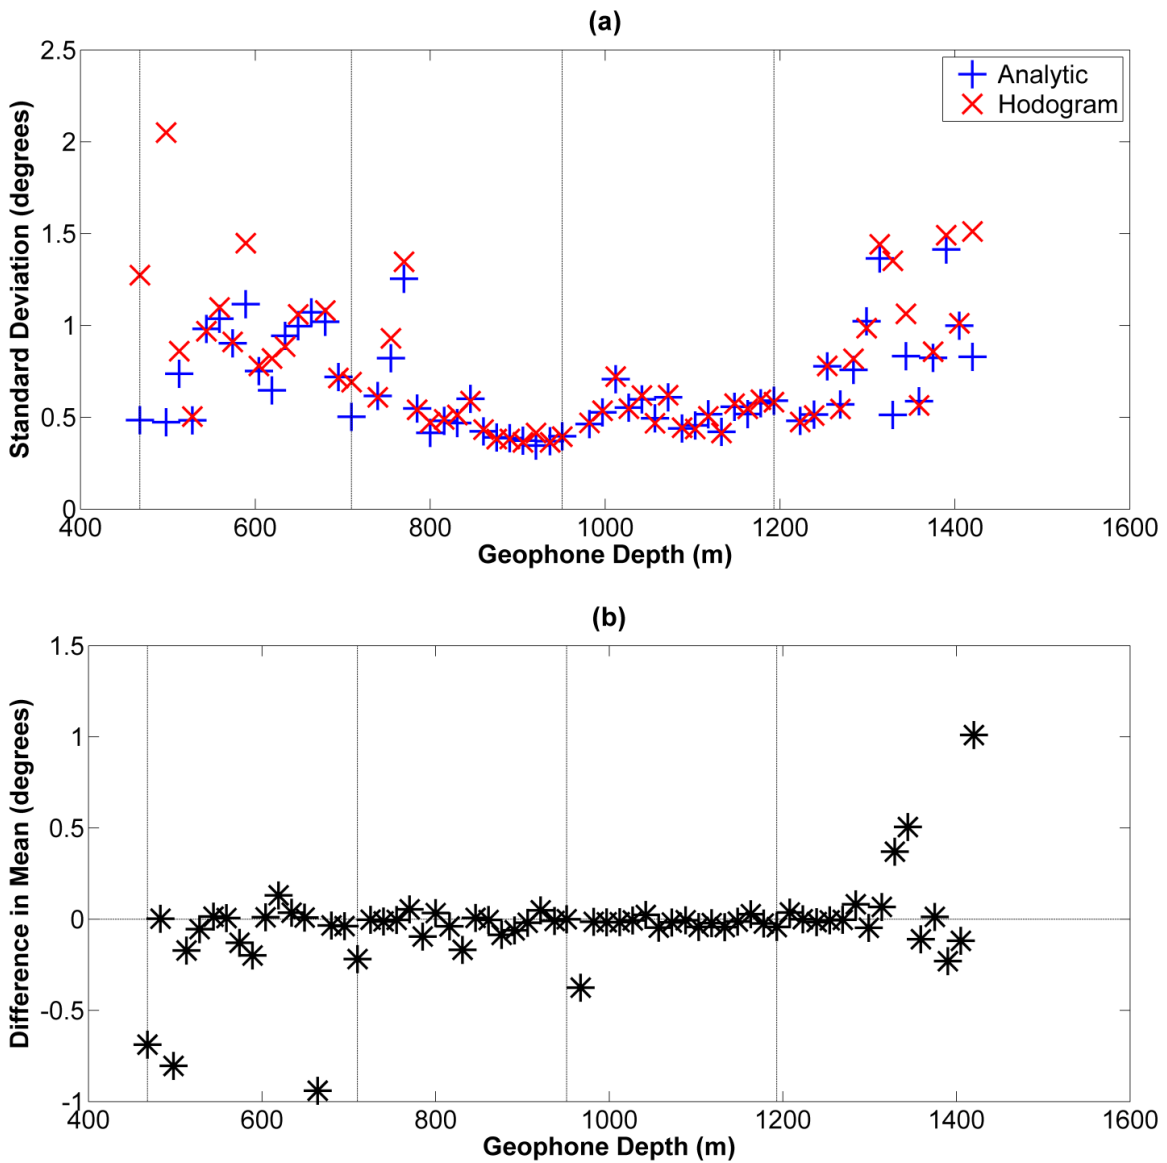 (a)
2.5
2
1.5
1
0.5
0
Standard Deviation (degrees)
Analytic
Hodogram
400 600 800 1000 1200 1400 1600
Geophone Depth (m)
(b)
1.5
1
0.5
0
-0.5
-1
Difference in Mean (degrees)
400 600 800 1000 1200 1400 1600
Geophone Depth (m)